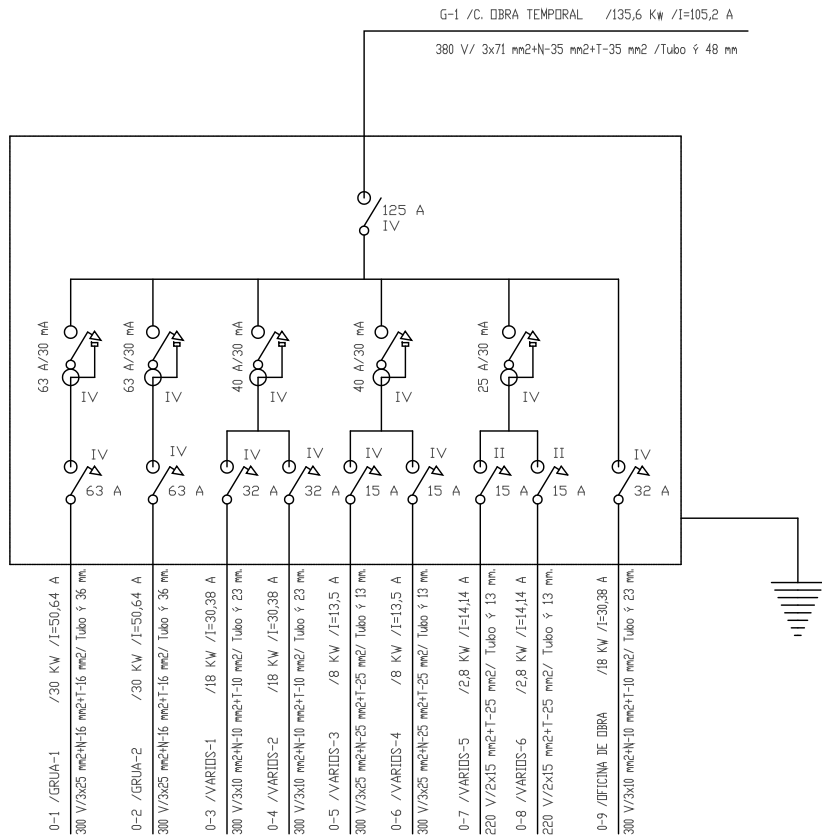 G-1 /C. OBRA TEMPORAL /135,6 Kw /I=105,2 A
380 V/ 3x71 mm2+N-35 mm2+T-35 mm2 /Tubo Ý 48 mm
125 A
IV
63 A/30 mA
IV
63 A/30 mA
IV
40 A/30 mA
IV
40 A/30 mA
IV
25 A/30 mA
IV
IV
63 A
IV
63 A
IV
32 A
IV
32 A
IV
15 A
IV
15 A
II
15 A
II
15 A
IV
32 A
0-1 /GRUA-1 /30 KW /I=50,64 A
300 V/3x25 mm2+N-16 mm2+T-16 mm2/ Tubo Ý 36 mm.
0-2 /GRUA-2 /30 KW /I=50,64 A
300 V/3x25 mm2+N-16 mm2+T-16 mm2/ Tubo Ý 36 mm.
0-3 /VARIOS-1 /18 KW /I=30,38 A
300 V/3x10 mm2+N-10 mm2+T-10 mm2/ Tubo Ý 23 mm.
0-4 /VARIOS-2 /18 KW /I=30,38 A
300 V/3x10 mm2+N-10 mm2+T-10 mm2/ Tubo Ý 23 mm.
0-5 /VARIOS-3 /8 KW /I=13,5 A
300 V/3x25 mm2+N-25 mm2+T-25 mm2/ Tubo Ý 13 mm.
0-6 /VARIOS-4 /8 KW /I=13,5 A
300 V/3x25 mm2+N-25 mm2+T-25 mm2/ Tubo Ý 13 mm.
0-7 /VARIOS-5 /2,8 KW /I=14,14 A
220 V/2x15 mm2+T-25 mm2/ Tubo Ý 13 mm.
0-8 /VARIOS-6 /2,8 KW /I=14,14 A
220 V/2x15 mm2+T-25 mm2/ Tubo Ý 13 mm.
0-9 /OFICINA DE OBRA /18 KW /I=30,38 A
300 V/3x10 mm2+N-10 mm2+T-10 mm2/ Tubo Ý 23 mm.